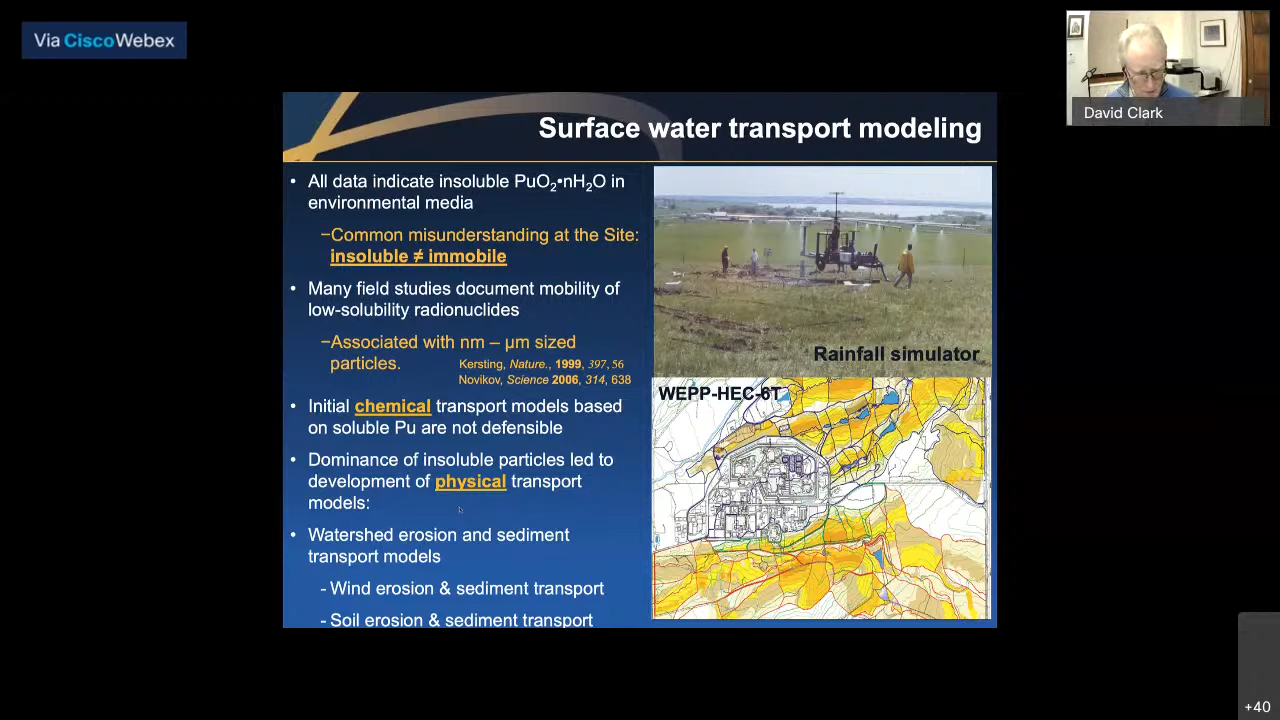 Via CiscoWebex
David Clark
Surface water transport modeling
• All data indicate insoluble PuO₂•nH₂O in
environmental media
−Common misunderstanding at the Site:
insoluble ≠ immobile
• Many field studies document mobility of
low-solubility radionuclides
−Associated with nm – µm sized
particles.
Kersting, Nature., 1999, 397, 56
Novikov, Science 2006, 314, 638
• Initial chemical transport models based
on soluble Pu are not defensible
• Dominance of insoluble particles led to
development of physical transport
models:
• Watershed erosion and sediment
transport models
- Wind erosion & sediment transport
- Soil erosion & sediment transport
Rainfall simulator
WEPP-HEC-6T
+40